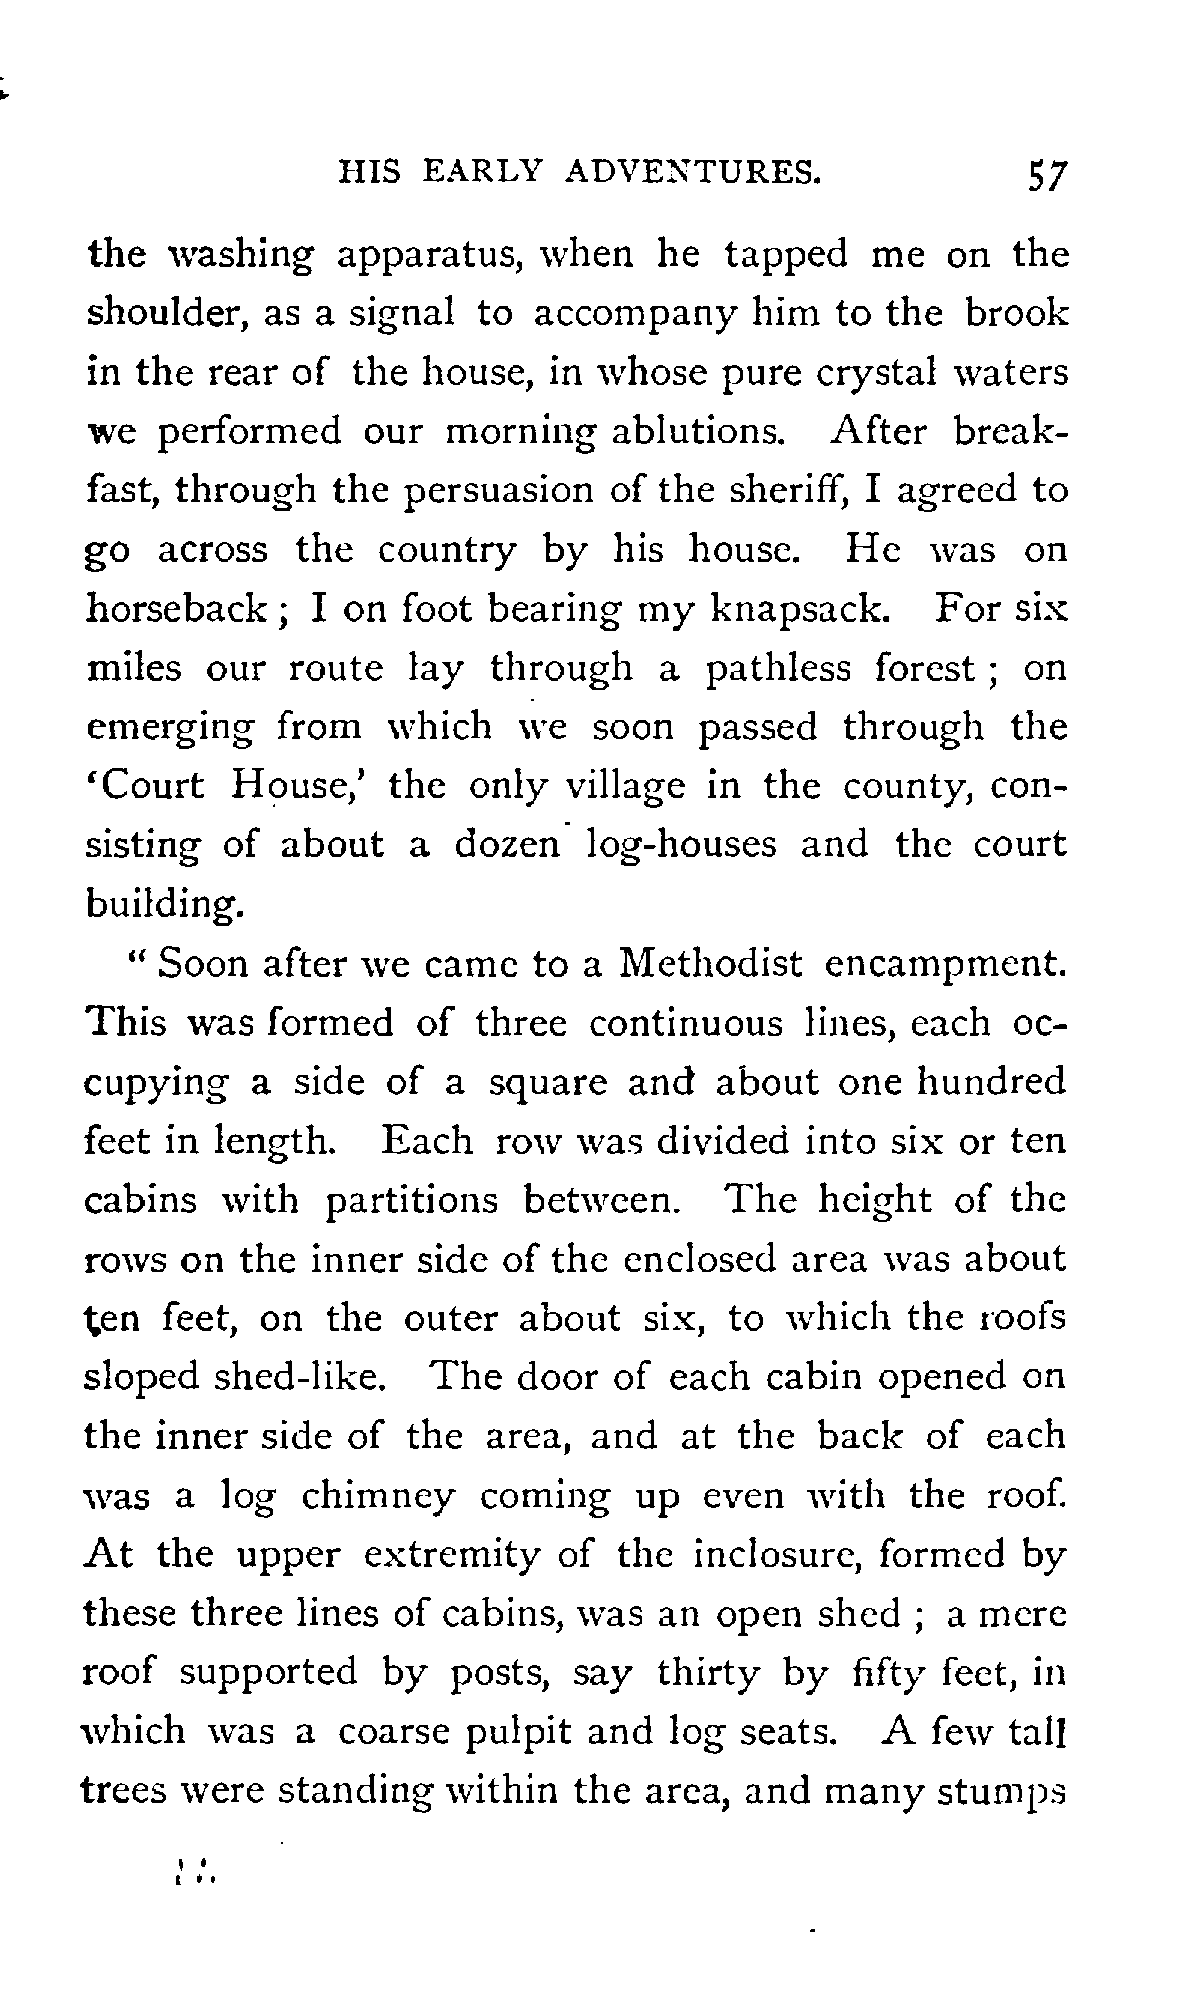 HIS EARLY ADVENTURES. 57
the washing apparatus, when he tapped me on the
shoulder, as a signal to accompany him to the brook
in the rear of the house, in whose pure crystal waters
we performed our morning ablutions. After break-
fast, through the persuasion of the sheriff, I agreed to
go across the country by his house. He was on
horseback ; I on foot bearing my knapsack. For six
miles our route lay through a pathless forest ; on
emerging from which we soon passed through the
‘Court House,’ the only village in the county, con-
sisting of about a dozen log-houses and the court
building.
“ Soon after we came to a Methodist encampment.
This was formed of three continuous lines, each oc-
cupying a side of a square and about one hundred
feet in length. Each row was divided into six or ten
cabins with partitions between. The height of the
rows on the inner side of the enclosed area was about
ten feet, on the outer about six, to which the roofs
sloped shed-like. The door of each cabin opened on
the inner side of the area, and at the back of each
was a log chimney coming up even with the roof.
At the upper extremity of the inclosure, formed by
these three lines of cabins, was an open shed ; a mere
roof supported by posts, say thirty by fifty feet, in
which was a coarse pulpit and log seats. A few tall
trees were standing within the area, and many stumps